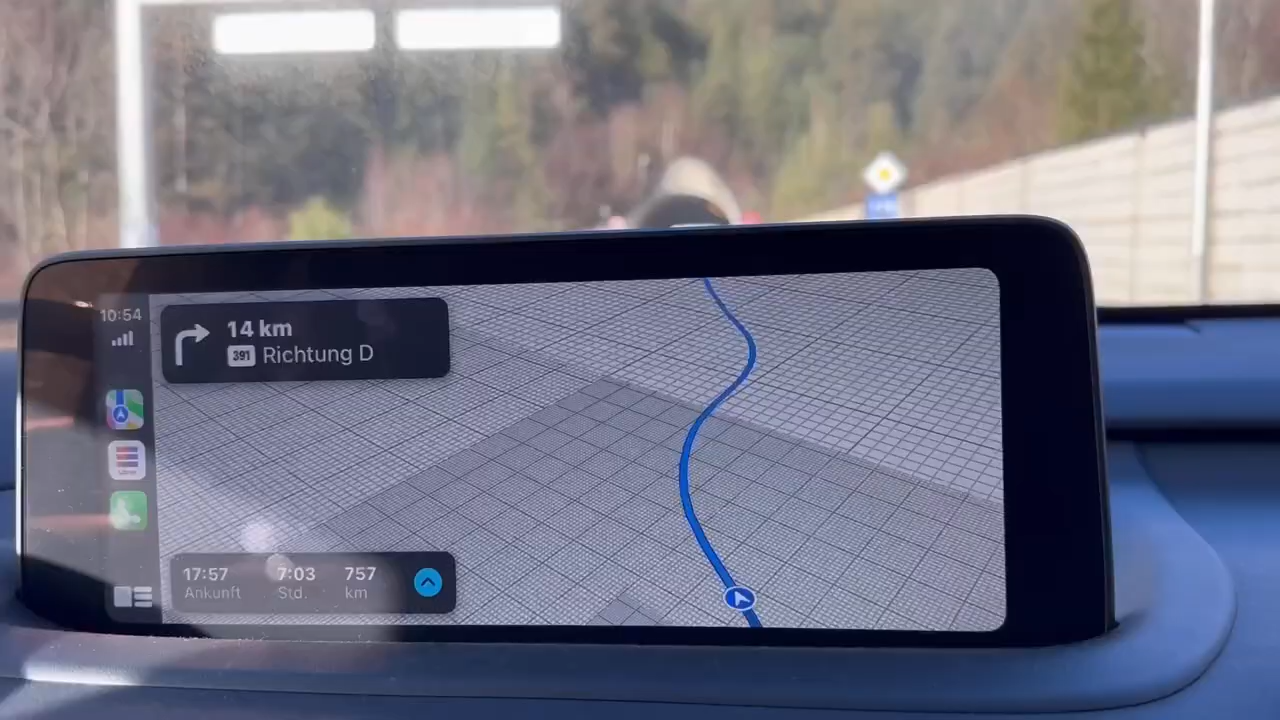 10:54
14 km
391 Richtung D
17:57 7:03 757
Ankunft Std. km